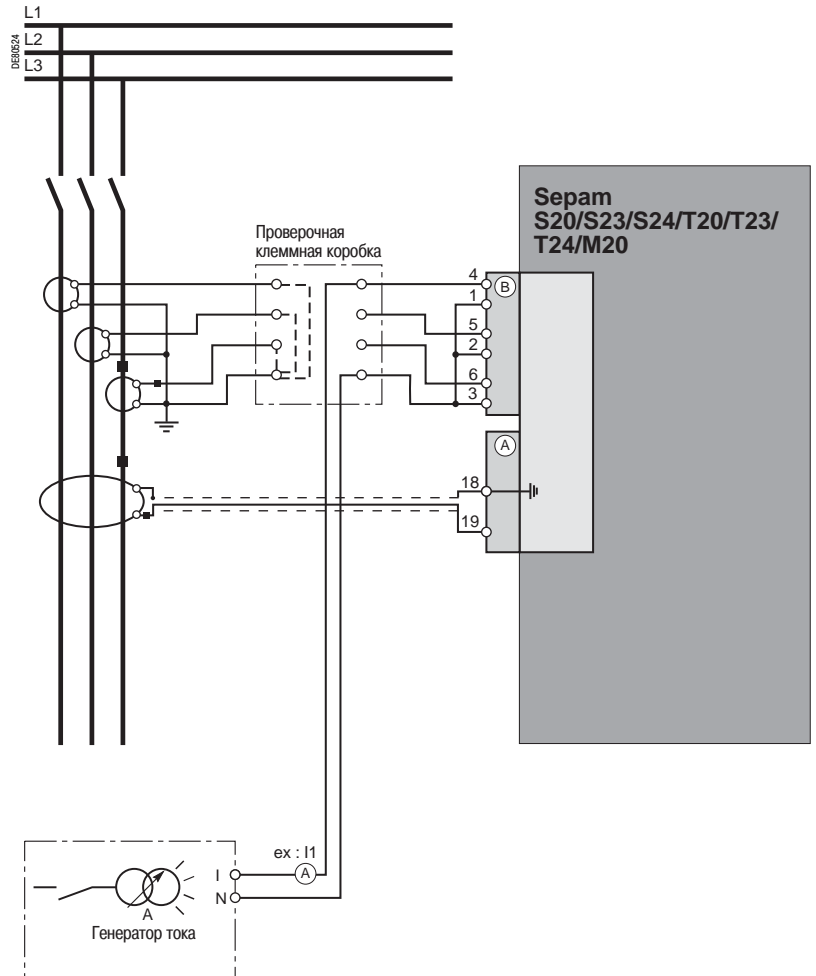 L1
DE80524
L2
L3
Sepam
S20/S23/S24/T20/T23/
T24/M20
Проверочная
клеммная коробка
4
B
1
5
2
6
3
A
18
19
ex : I1
A
I
N
A
Генератор тока